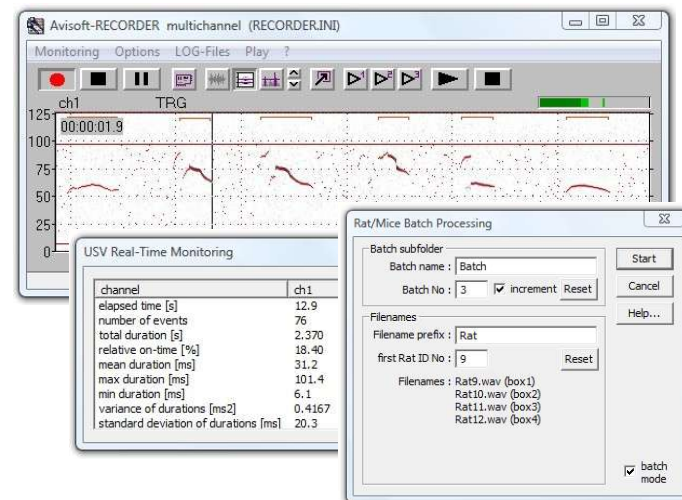 Avisoft-RECORDER multichannel (RECORDER.INI)
Monitoring Options LOG-Files Play ?
ch1 TRG
125
00:00:01.9
100
75
50
25
0
USV Real-Time Monitoring
channel ch1
elapsed time [s] 12.9
number of events 76
total duration [s] 2.370
relative on-time [%] 18.40
mean duration [ms] 31.2
max duration [ms] 101.4
min duration [ms] 6.1
variance of durations [ms2] 0.4167
standard deviation of durations [ms] 20.3
Rat/Mice Batch Processing
Batch subfolder
Batch name : Batch
Batch No : 3 increment Reset
Filenames
Filename prefix : Rat
first Rat ID No : 9 Reset
Filenames : Rat9.wav (box1)
Rat10.wav (box2)
Rat11.wav (box3)
Rat12.wav (box4)
Start
Cancel
Help...
batch
mode